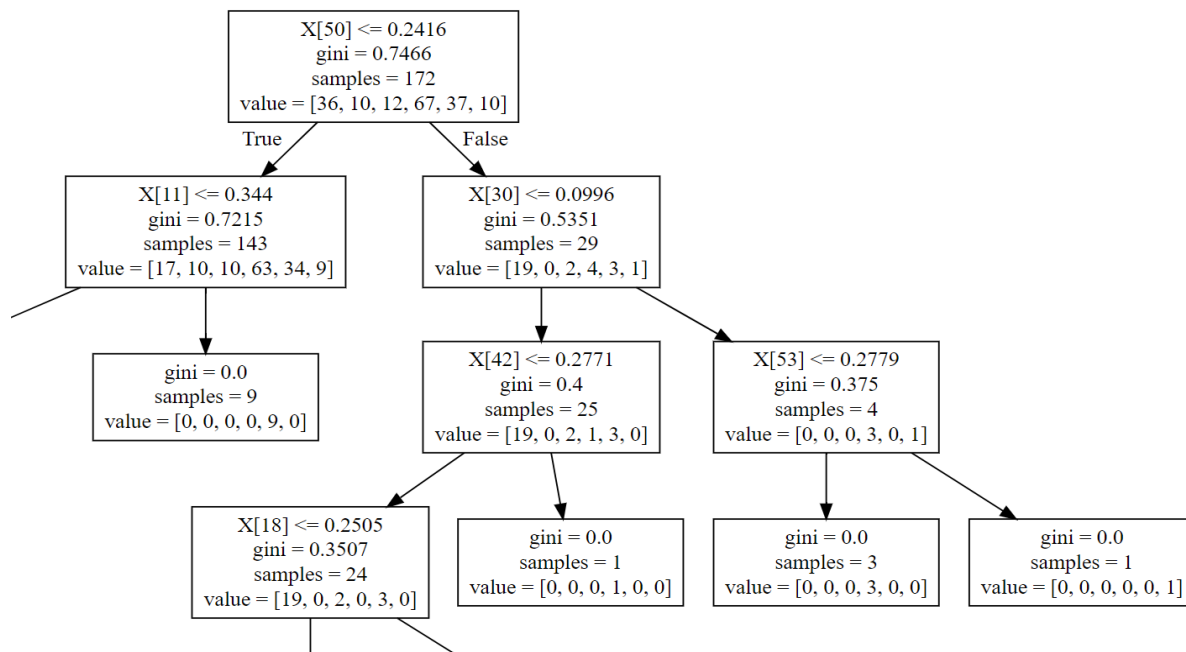 X[50] <= 0.2416
gini = 0.7466
samples = 172
value = [36, 10, 12, 67, 37, 10]
True
False
X[11] <= 0.344
gini = 0.7215
samples = 143
value = [17, 10, 10, 63, 34, 9]
X[30] <= 0.0996
gini = 0.5351
samples = 29
value = [19, 0, 2, 4, 3, 1]
gini = 0.0
samples = 9
value = [0, 0, 0, 0, 9, 0]
X[42] <= 0.2771
gini = 0.4
samples = 25
value = [19, 0, 2, 1, 3, 0]
X[53] <= 0.2779
gini = 0.375
samples = 4
value = [0, 0, 0, 3, 0, 1]
X[18] <= 0.2505
gini = 0.3507
samples = 24
value = [19, 0, 2, 0, 3, 0]
gini = 0.0
samples = 1
value = [0, 0, 0, 1, 0, 0]
gini = 0.0
samples = 3
value = [0, 0, 0, 3, 0, 0]
gini = 0.0
samples = 1
value = [0, 0, 0, 0, 0, 1]